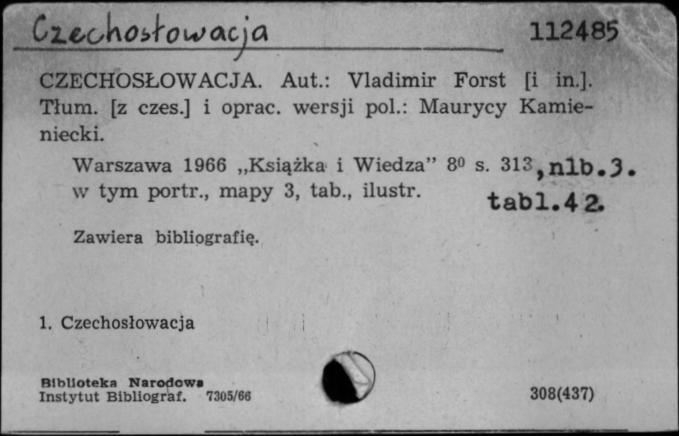 Czechosłowacja 112485
CZECHOSŁOWACJA. Aut.: Vladimir Forst [i in.].
Tłum. [z czes.] i oprac. wersji pol.: Maurycy Kamie-
niecki.
Warszawa 1966 „Książka i Wiedza” 8⁰ s. 313, nlb.3.
w tym portr., mapy 3, tab., ilustr. tabl.42.
Zawiera bibliografię.
1. Czechosłowacja
Biblioteka Narodowa
Instytut Bibliograf. 7305/66 308(437)